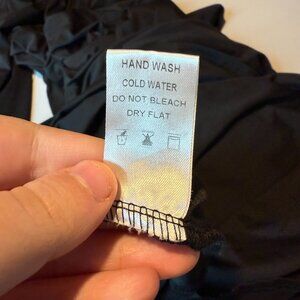 HAND WASH
COLD WATER
DO NOT BLEACH
DRY FLAT